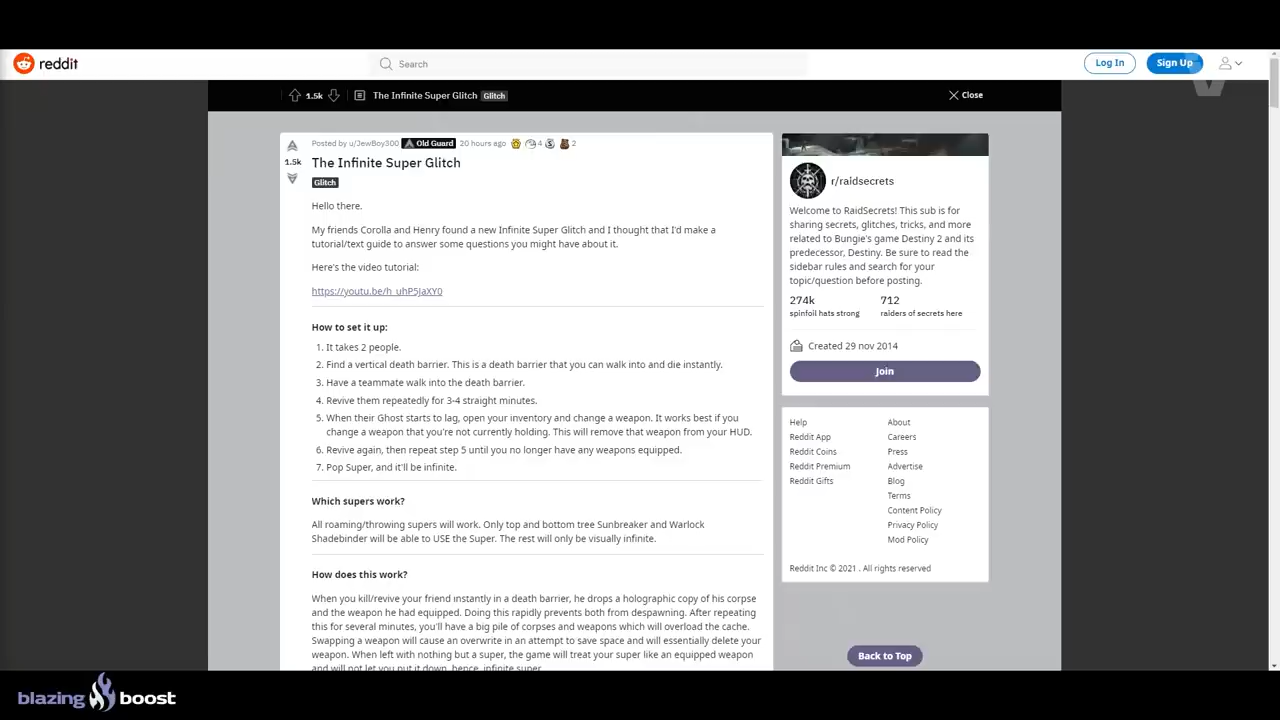 reddit
Search
Log In
Sign Up
1.5k
The Infinite Super Glitch Glitch
Close
Posted by u/JewBoy300 Old Guard 20 hours ago 4 2
1.5k
The Infinite Super Glitch
Glitch
Hello there.
My friends Corolla and Henry found a new Infinite Super Glitch and I thought that I'd make a
tutorial/text guide to answer some questions you might have about it.
Here's the video tutorial:
https://youtu.be/h_uhP5JaXY0
How to set it up:
1. It takes 2 people.
2. Find a vertical death barrier. This is a death barrier that you can walk into and die instantly.
3. Have a teammate walk into the death barrier.
4. Revive them repeatedly for 3-4 straight minutes.
5. When their Ghost starts to lag, open your inventory and change a weapon. It works best if you
change a weapon that you're not currently holding. This will remove that weapon from your HUD.
6. Revive again, then repeat step 5 until you no longer have any weapons equipped.
7. Pop Super, and it'll be infinite.
Which supers work?
All roaming/throwing supers will work. Only top and bottom tree Sunbreaker and Warlock
Shadebinder will be able to USE the Super. The rest will only be visually infinite.
How does this work?
When you kill/revive your friend instantly in a death barrier, he drops a holographic copy of his corpse
and the weapon he had equipped. Doing this rapidly prevents both from despawning. After repeating
this for several minutes, you'll have a big pile of corpses and weapons which will overload the cache.
Swapping a weapon will cause an overwrite in an attempt to save space and will essentially delete your
weapon. When left with nothing but a super, the game will treat your super like an equipped weapon
and will not let you put it down, hence, infinite super.
r/raidsecrets
Welcome to RaidSecrets! This sub is for
sharing secrets, glitches, tricks, and more
related to Bungie's game Destiny 2 and its
predecessor, Destiny. Be sure to read the
sidebar rules and search for your
topic/question before posting.
274k 712
spinfoil hats strong raiders of secrets here
Created 29 nov 2014
Join
Help About
Reddit App Careers
Reddit Coins Press
Reddit Premium Advertise
Reddit Gifts Blog
Terms
Content Policy
Privacy Policy
Mod Policy
Reddit Inc © 2021 . All rights reserved
Back to Top
blazing boost